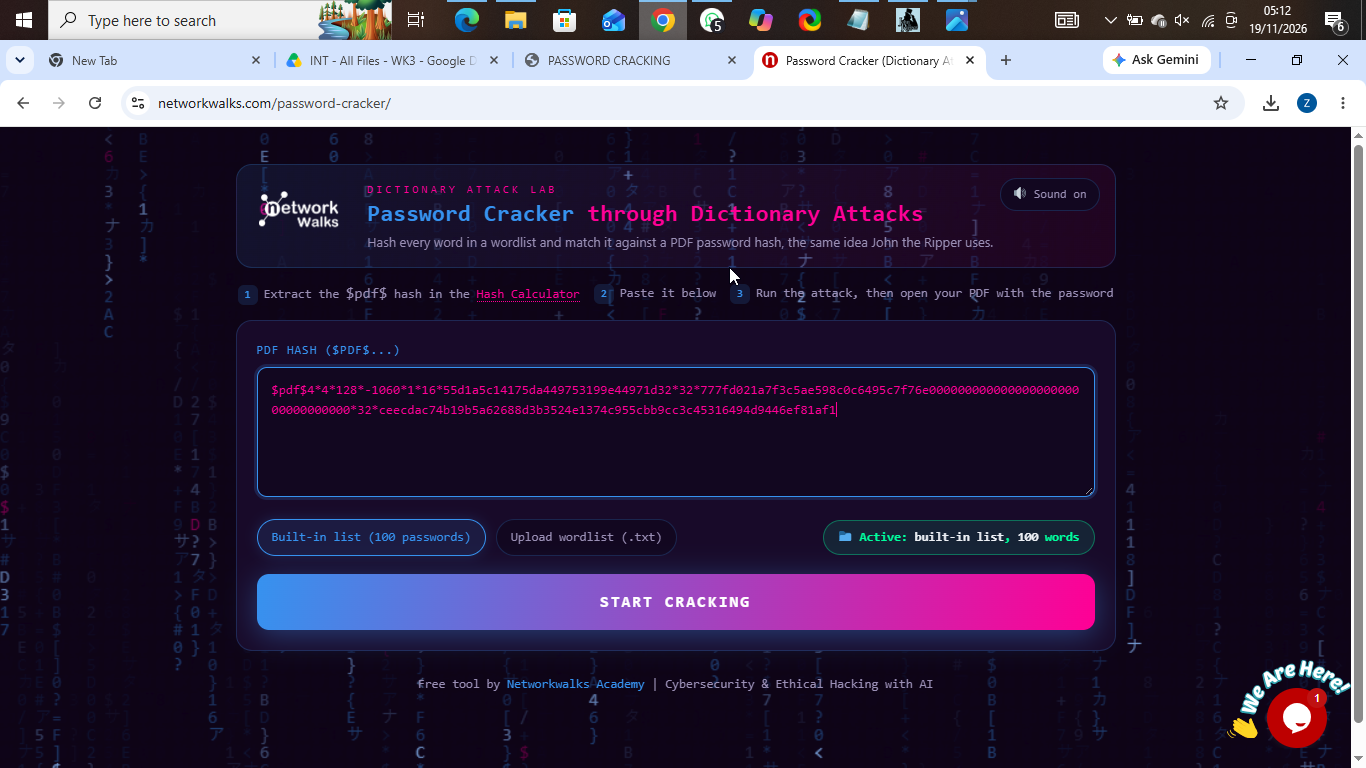 Type here to search
5
05:12
19/11/2026
6
New Tab
INT - All Files - WK3 - Google D
PASSWORD CRACKING
Password Cracker (Dictionary At
Ask Gemini
networkwalks.com/password-cracker/
Z
network
Walks
DICTIONARY ATTACK LAB
Password Cracker through Dictionary Attacks
Hash every word in a wordlist and match it against a PDF password hash, the same idea John the Ripper uses.
Sound on
1 Extract the $pdf$ hash in the Hash Calculator 2 Paste it below 3 Run the attack, then open your PDF with the password
PDF HASH ($PDF$...)
$pdf$4*4*128*-1060*1*16*55d1a5c14175da449753199e44971d32*32*777fd021a7f3c5ae598c0c6495c7f76e0000000000000000000
0000000000000*32*ceecdac74b19b5a62688d3b3524e1374c955cbb9cc3c45316494d9446ef81af1
Built-in list (100 passwords)
Upload wordlist (.txt)
Active: built-in list, 100 words
START CRACKING
free tool by Networkwalks Academy | Cybersecurity & Ethical Hacking with AI
We Are Here!
1